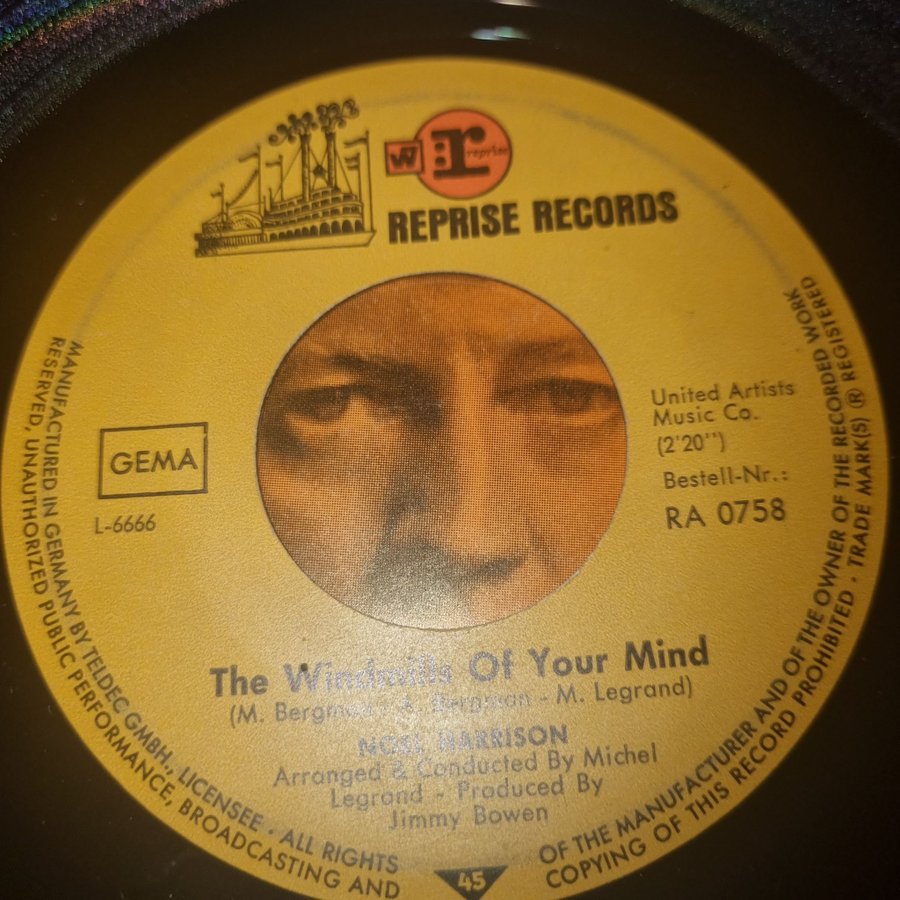 W r reprise
REPRISE RECORDS
United Artists
Music Co.
(2'20")
Bestell-Nr.:
RA 0758
GEMA
L-6666
The Windmills Of Your Mind
(M. Bergman - A. Bergman - M. Legrand)
NOEL HARRISON
Arranged & Conducted By Michel
Legrand - Produced By
Jimmy Bowen
45
MANUFACTURED IN GERMANY BY TELDEC GMBH., LICENSEE · ALL RIGHTS
RESERVED, UNAUTHORIZED PUBLIC PERFORMANCE, BROADCASTING AND
COPYING OF THIS RECORD PROHIBITED · TRADE MARK(S) ® REGISTERED
OF THE MANUFACTURER AND OF THE OWNER OF THE RECORDED WORK